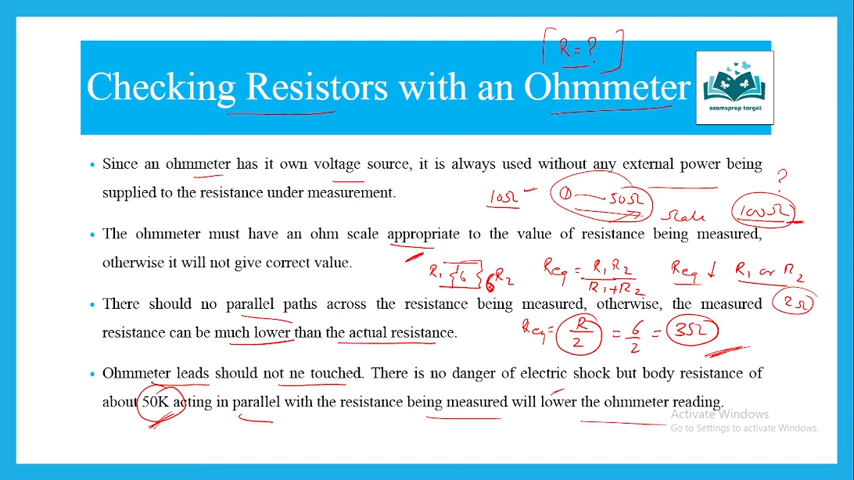 [R=?]
Checking Resistors with an Ohmmeter
examsprep target
• Since an ohmmeter has it own voltage source, it is always used without any external power being
supplied to the resistance under measurement.
?
10Ω
0 — 50Ω
scale
100Ω
• The ohmmeter must have an ohm scale appropriate to the value of resistance being measured,
otherwise it will not give correct value.
R₁ 6 6 R₂
Req = R₁R₂ / R₁+R₂
Req ↓ R₁ or R₂
2Ω
• There should no parallel paths across the resistance being measured, otherwise, the measured
resistance can be much lower than the actual resistance.
Req = R/2 = 6/2 = 3Ω
• Ohmmeter leads should not ne touched. There is no danger of electric shock but body resistance of
about 50K acting in parallel with the resistance being measured will lower the ohmmeter reading.
Activate Windows
Go to Settings to activate Windows.